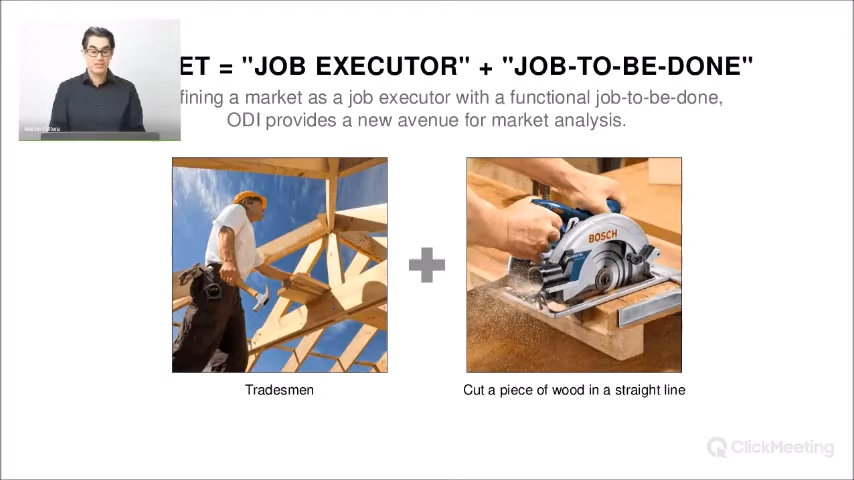 ET = "JOB EXECUTOR" + "JOB-TO-BE-DONE"
fining a market as a job executor with a functional job-to-be-done,
ODI provides a new avenue for market analysis.
BOSCH
Tradesmen
Cut a piece of wood in a straight line
ClickMeeting